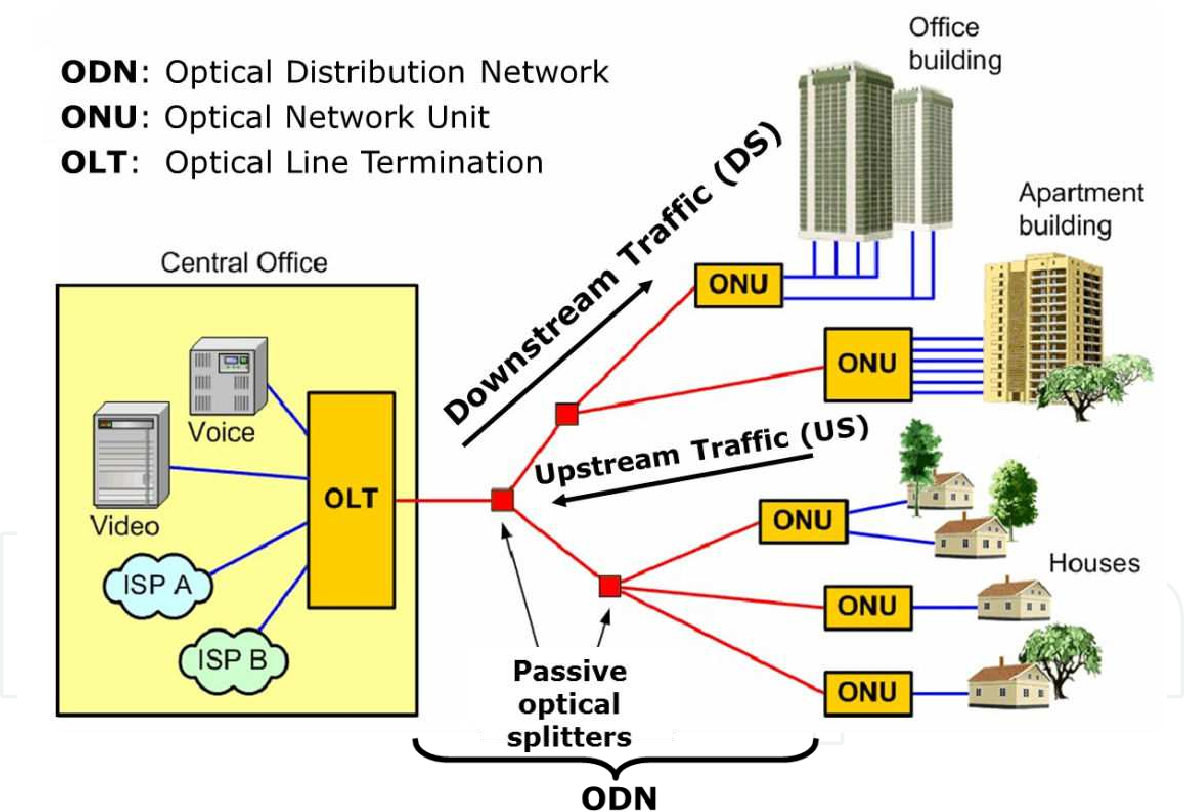 ODN: Optical Distribution Network
ONU: Optical Network Unit
OLT: Optical Line Termination
Office
building
Apartment
building
Central Office
Downstream Traffic (DS)
ONU
ONU
Voice
Upstream Traffic (US)
Video
OLT
ONU
Houses
ISP A
ONU
ISP B
ONU
Passive
optical
splitters
ODN